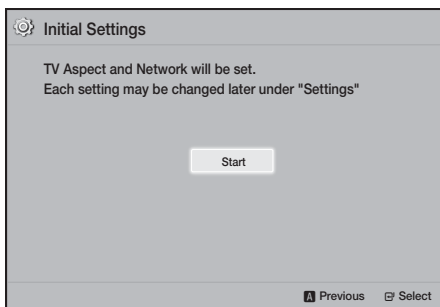 Initial Settings
TV Aspect and Network will be set.
Each setting may be changed later under "Settings"
Start
A Previous Select